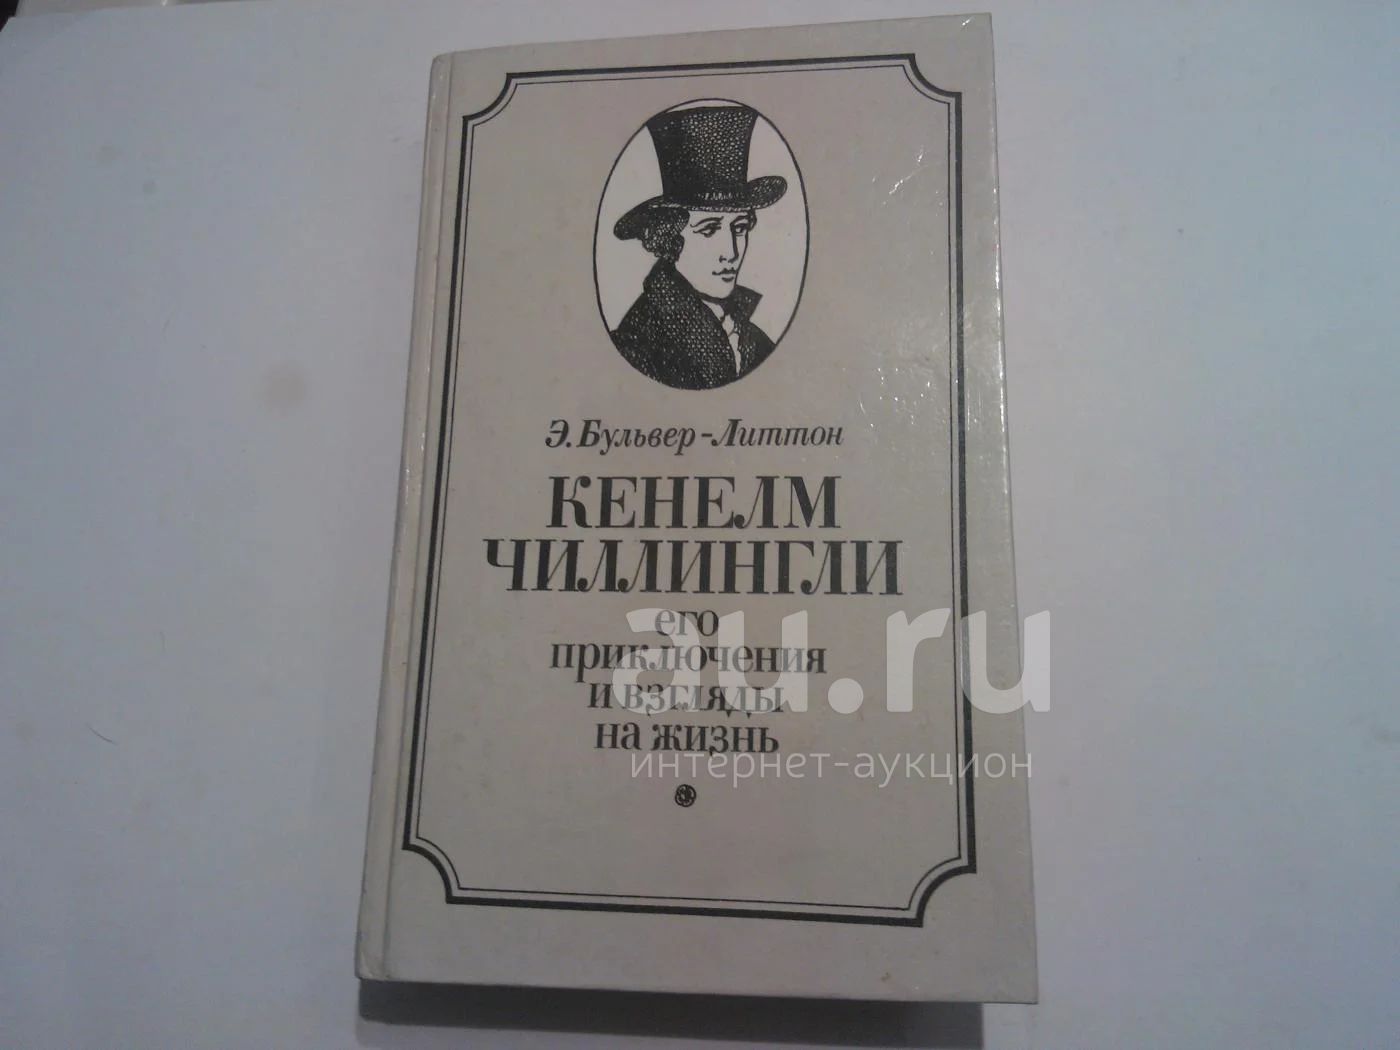 Э. Бульвер-Литтон
КЕНЕЛМ
ЧИЛЛИНГЛИ
его
приключения
и взгляды
на жизнь
au.ru
интернет-аукцион